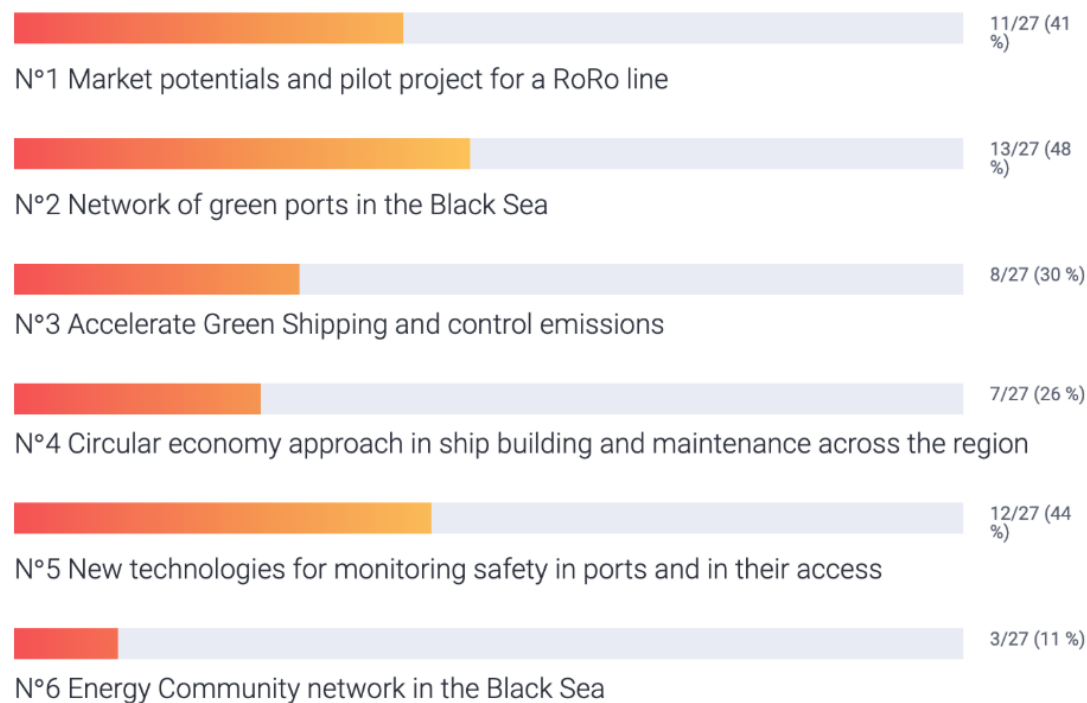 11/27 (41
%)
N°1 Market potentials and pilot project for a RoRo line
13/27 (48
%)
N°2 Network of green ports in the Black Sea
8/27 (30 %)
N°3 Accelerate Green Shipping and control emissions
7/27 (26 %)
N°4 Circular economy approach in ship building and maintenance across the region
12/27 (44
%)
N°5 New technologies for monitoring safety in ports and in their access
3/27 (11 %)
N°6 Energy Community network in the Black Sea